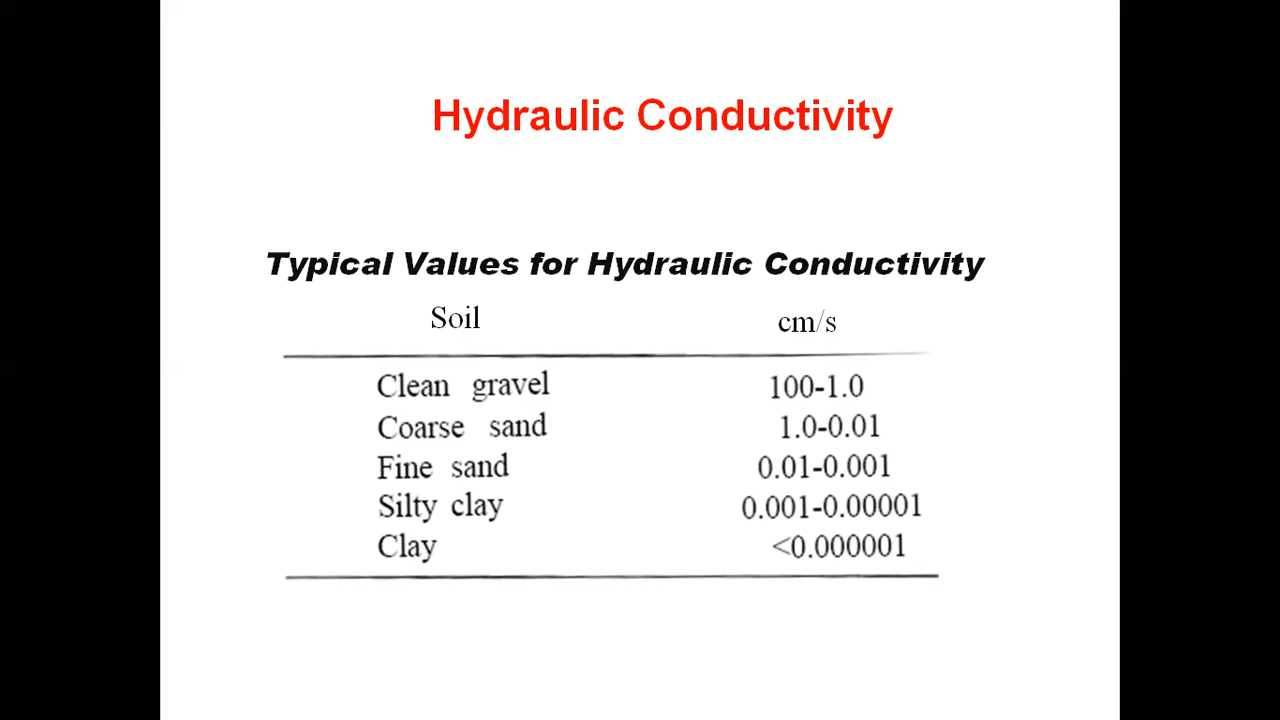 Hydraulic Conductivity
Typical Values for Hydraulic Conductivity
Soil cm/s
Clean gravel 100-1.0
Coarse sand 1.0-0.01
Fine sand 0.01-0.001
Silty clay 0.001-0.00001
Clay <0.000001